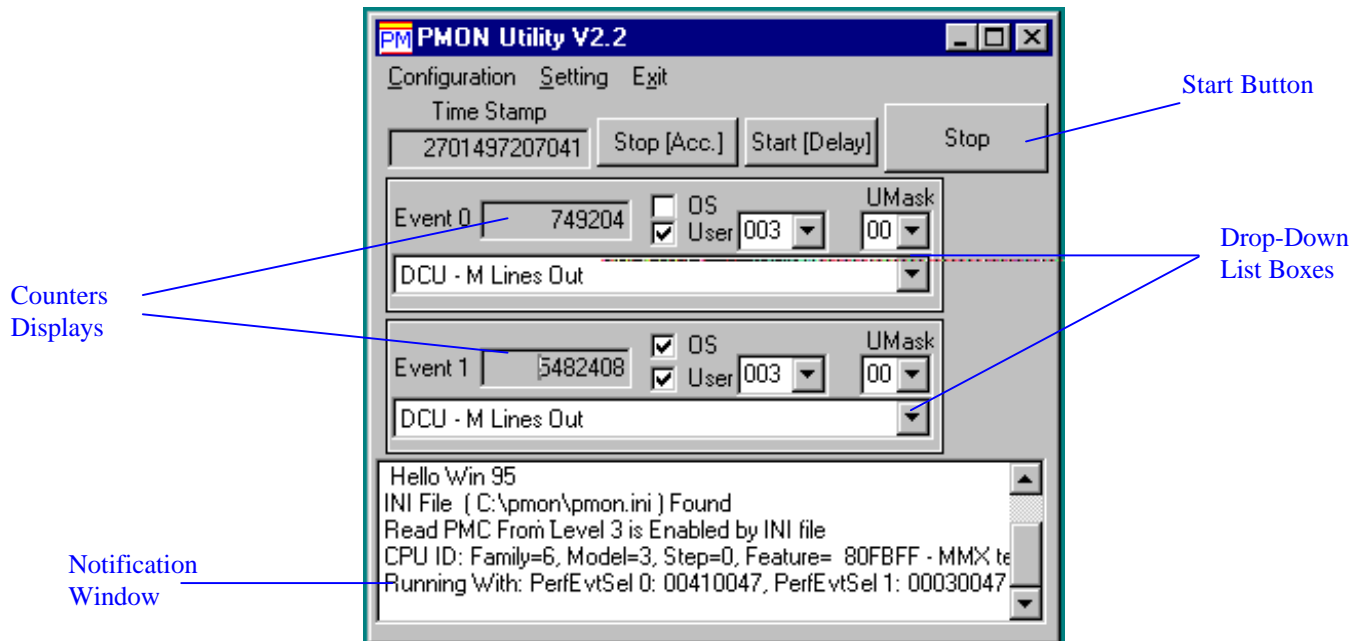 PM PMON Utility V2.2
Configuration Setting Exit
Start Button
Time Stamp
2701497207041 Stop [Acc.] Start [Delay] Stop
Event 0 749204 OS User 003 UMask 00
Drop-Down
List Boxes
DCU - M Lines Out
Counters
Displays
Event 1 5482408 OS User 003 UMask 00
DCU - M Lines Out
Hello Win 95
INI File ( C:\pmon\pmon.ini ) Found
Read PMC From Level 3 is Enabled by INI file
CPU ID: Family=6, Model=3, Step=0, Feature= 80FBFF - MMX te
Running With: PerfEvtSel 0: 00410047, PerfEvtSel 1: 00030047
Notification
Window